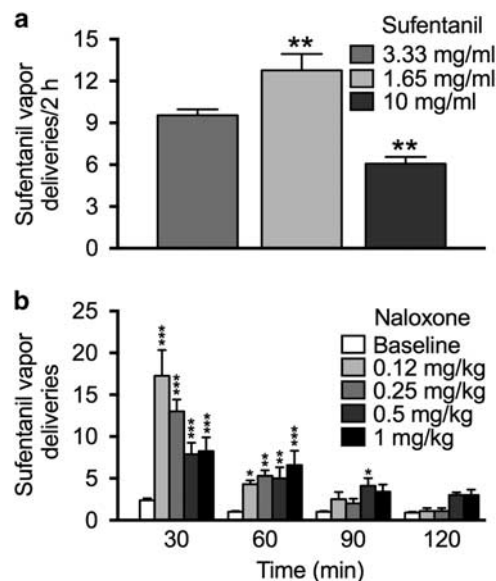 a
Sufentanil
3.33 mg/ml
1.65 mg/ml
10 mg/ml
Sufentanil vapor
deliveries/2 h
15
12
9
6
3
0
**
**
b
Naloxone
Baseline
0.12 mg/kg
0.25 mg/kg
0.5 mg/kg
1 mg/kg
Sufentanil vapor
deliveries
25
20
15
10
5
0
***
***
***
***
*
**
**
***
*
30 60 90 120
Time (min)